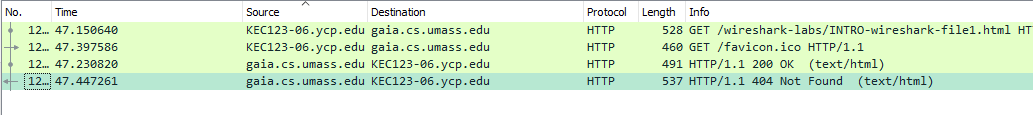 No. Time Source Destination Protocol Length Info
12… 47.150640 KEC123-06.ycp.edu gaia.cs.umass.edu HTTP 528 GET /wireshark-labs/INTRO-wireshark-file1.html HT
12… 47.397586 KEC123-06.ycp.edu gaia.cs.umass.edu HTTP 460 GET /favicon.ico HTTP/1.1
12… 47.230820 gaia.cs.umass.edu KEC123-06.ycp.edu HTTP 491 HTTP/1.1 200 OK (text/html)
12… 47.447261 gaia.cs.umass.edu KEC123-06.ycp.edu HTTP 537 HTTP/1.1 404 Not Found (text/html)